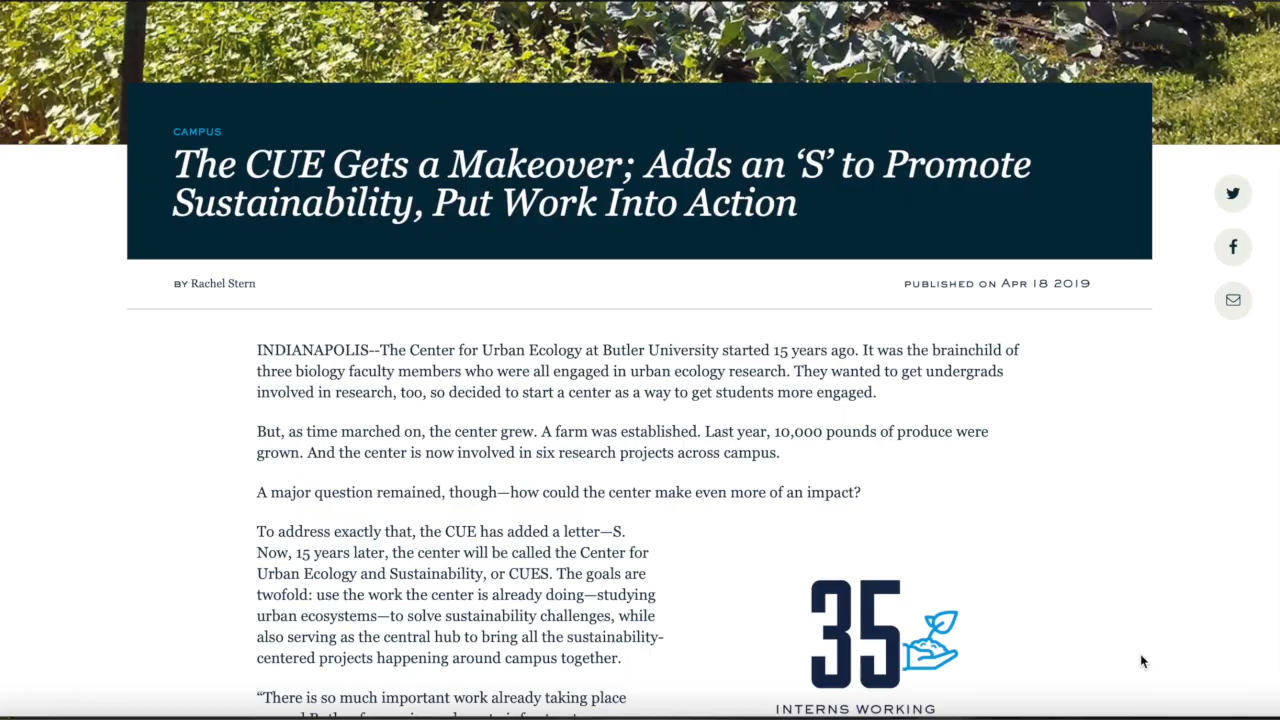 CAMPUS
The CUE Gets a Makeover; Adds an ‘S’ to Promote
Sustainability, Put Work Into Action
BY Rachel Stern
PUBLISHED ON APR 18 2019
INDIANAPOLIS--The Center for Urban Ecology at Butler University started 15 years ago. It was the brainchild of
three biology faculty members who were all engaged in urban ecology research. They wanted to get undergrads
involved in research, too, so decided to start a center as a way to get students more engaged.
But, as time marched on, the center grew. A farm was established. Last year, 10,000 pounds of produce were
grown. And the center is now involved in six research projects across campus.
A major question remained, though—how could the center make even more of an impact?
To address exactly that, the CUE has added a letter—S.
Now, 15 years later, the center will be called the Center for
Urban Ecology and Sustainability, or CUES. The goals are
twofold: use the work the center is already doing—studying
urban ecosystems—to solve sustainability challenges, while
also serving as the central hub to bring all the sustainability-
centered projects happening around campus together.
“There is so much important work already taking place
35
INTERNS WORKING